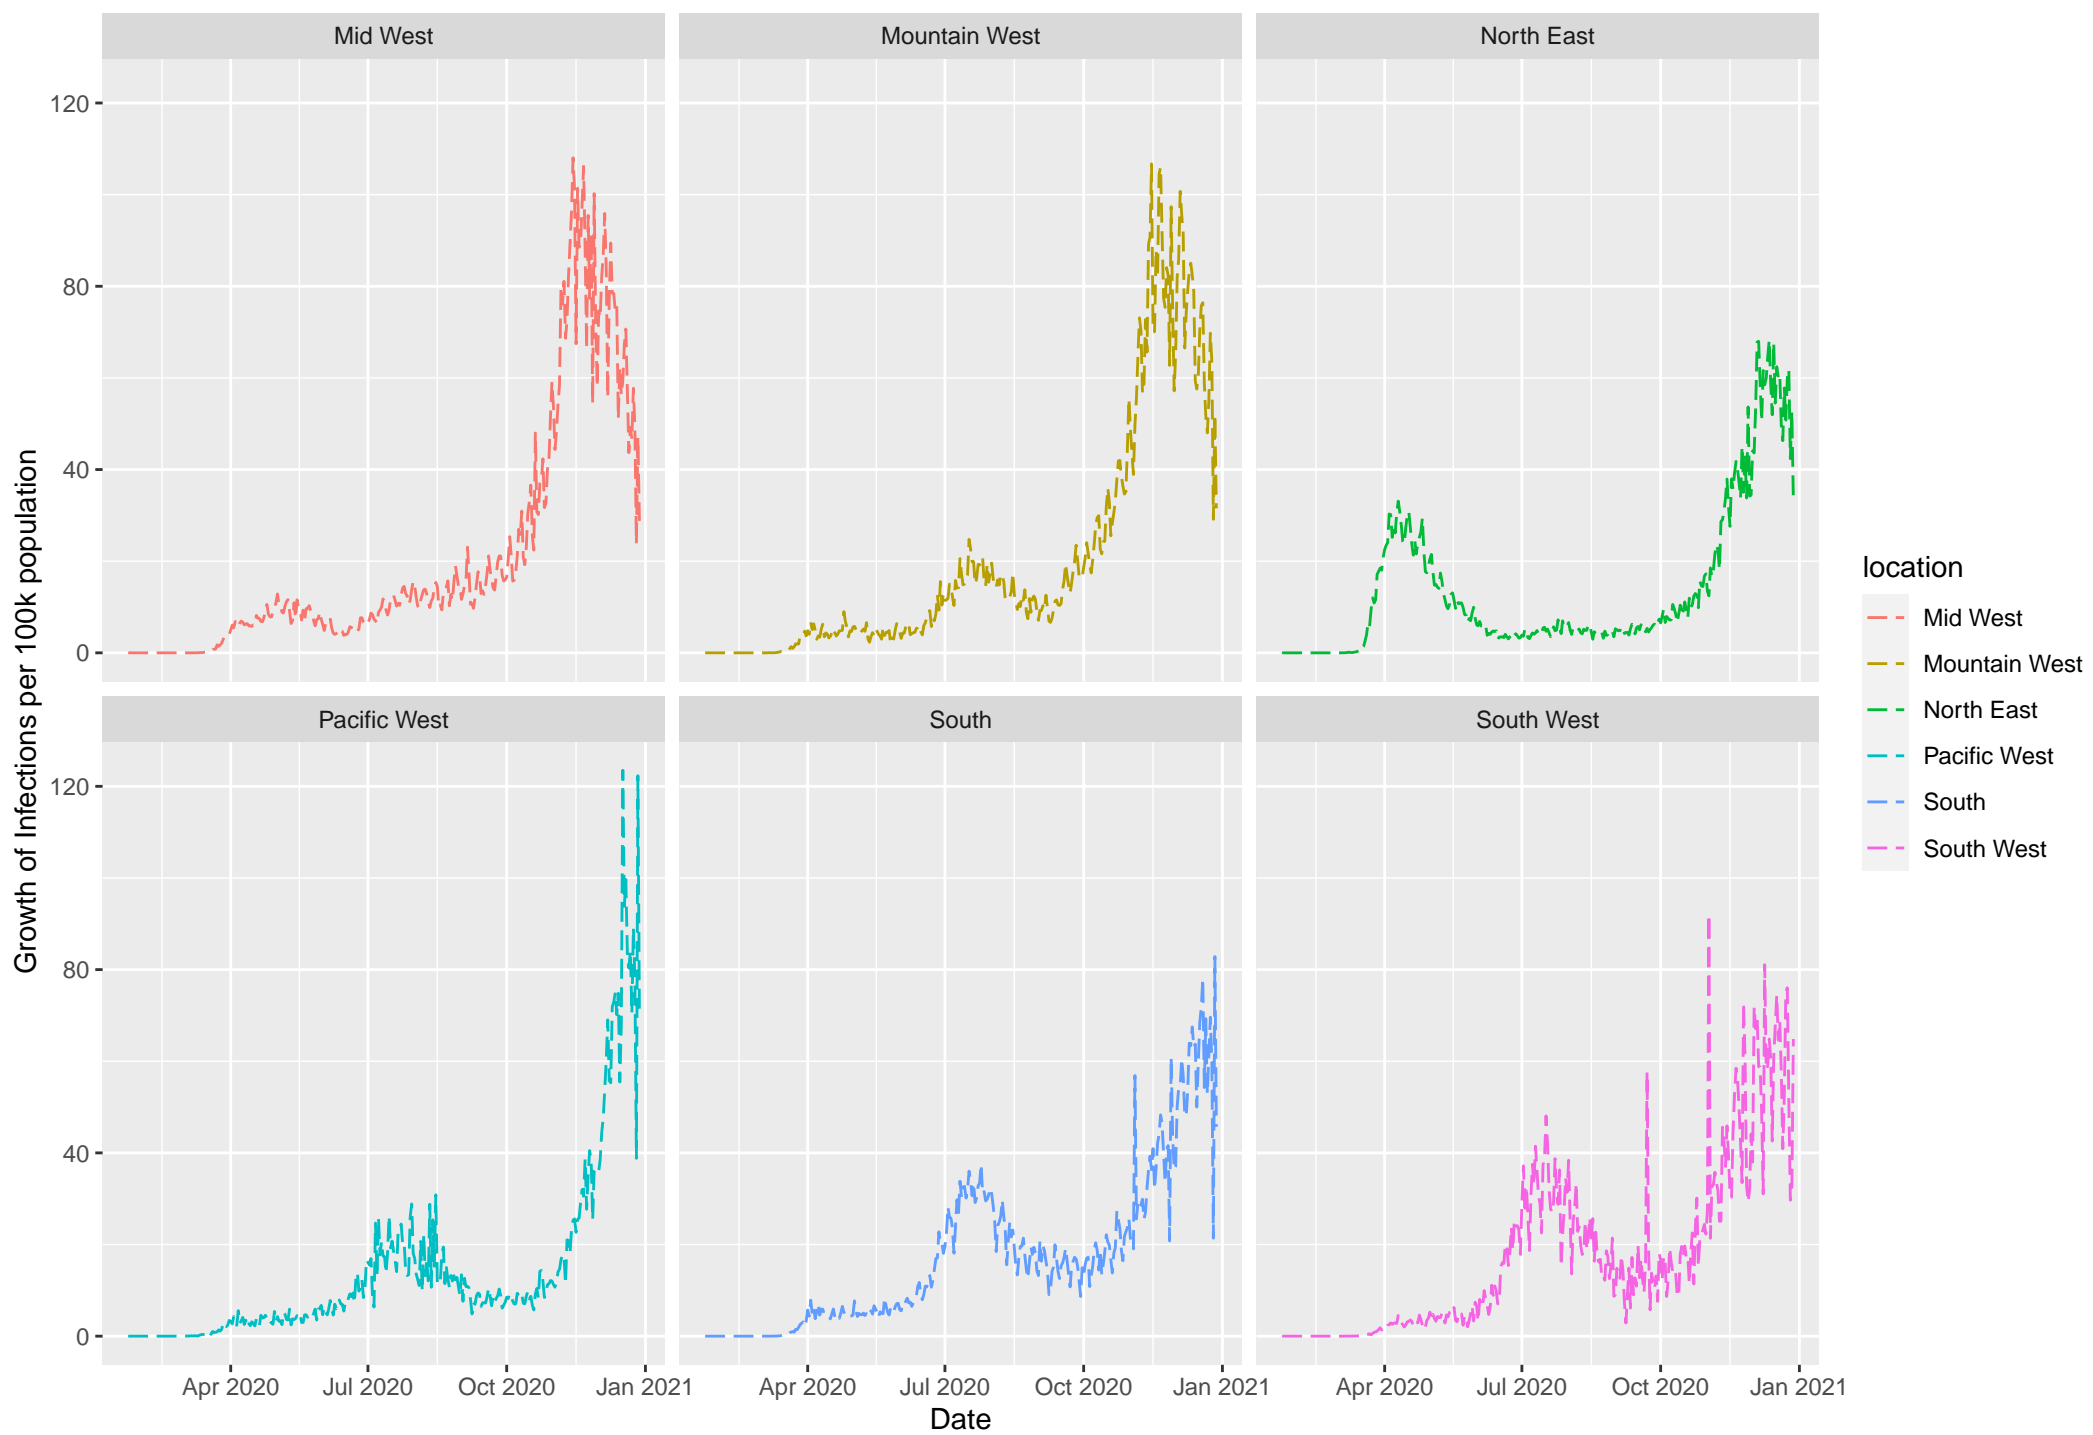 Mid West
Mountain West
North East
120
80
40
0
Pacific West
South
South West
120
80
40
0
Apr 2020
Jul 2020
Oct 2020
Jan 2021
Apr 2020
Jul 2020
Oct 2020
Jan 2021
Apr 2020
Jul 2020
Oct 2020
Jan 2021
Date
Growth of Infections per 100k population
location
Mid West
Mountain West
North East
Pacific West
South
South West